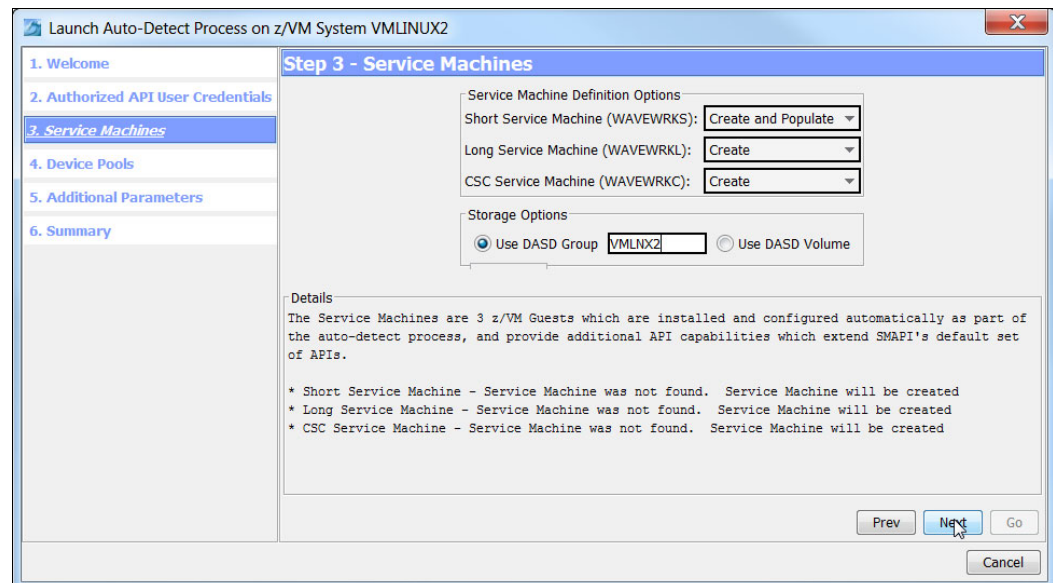 Launch Auto-Detect Process on z/VM System VMLINUX2
X
1. Welcome
2. Authorized API User Credentials
3. Service Machines
4. Device Pools
5. Additional Parameters
6. Summary
Step 3 - Service Machines
Service Machine Definition Options
Short Service Machine (WAVEWRKS): Create and Populate
Long Service Machine (WAVEWRKL): Create
CSC Service Machine (WAVEWRKC): Create
Storage Options
Use DASD Group VMLNX2 Use DASD Volume
Details
The Service Machines are 3 z/VM Guests which are installed and configured automatically as part of
the auto-detect process, and provide additional API capabilities which extend SMAPI's default set
of APIs.
* Short Service Machine - Service Machine was not found. Service Machine will be created
* Long Service Machine - Service Machine was not found. Service Machine will be created
* CSC Service Machine - Service Machine was not found. Service Machine will be created
Prev Next Go
Cancel